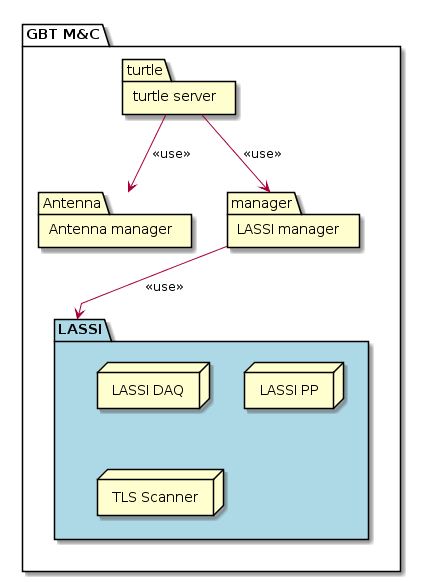 GBT M&C
turtle
turtle server
«use»
«use»
Antenna
Antenna manager
manager
LASSI manager
«use»
LASSI
LASSI DAQ
LASSI PP
TLS Scanner